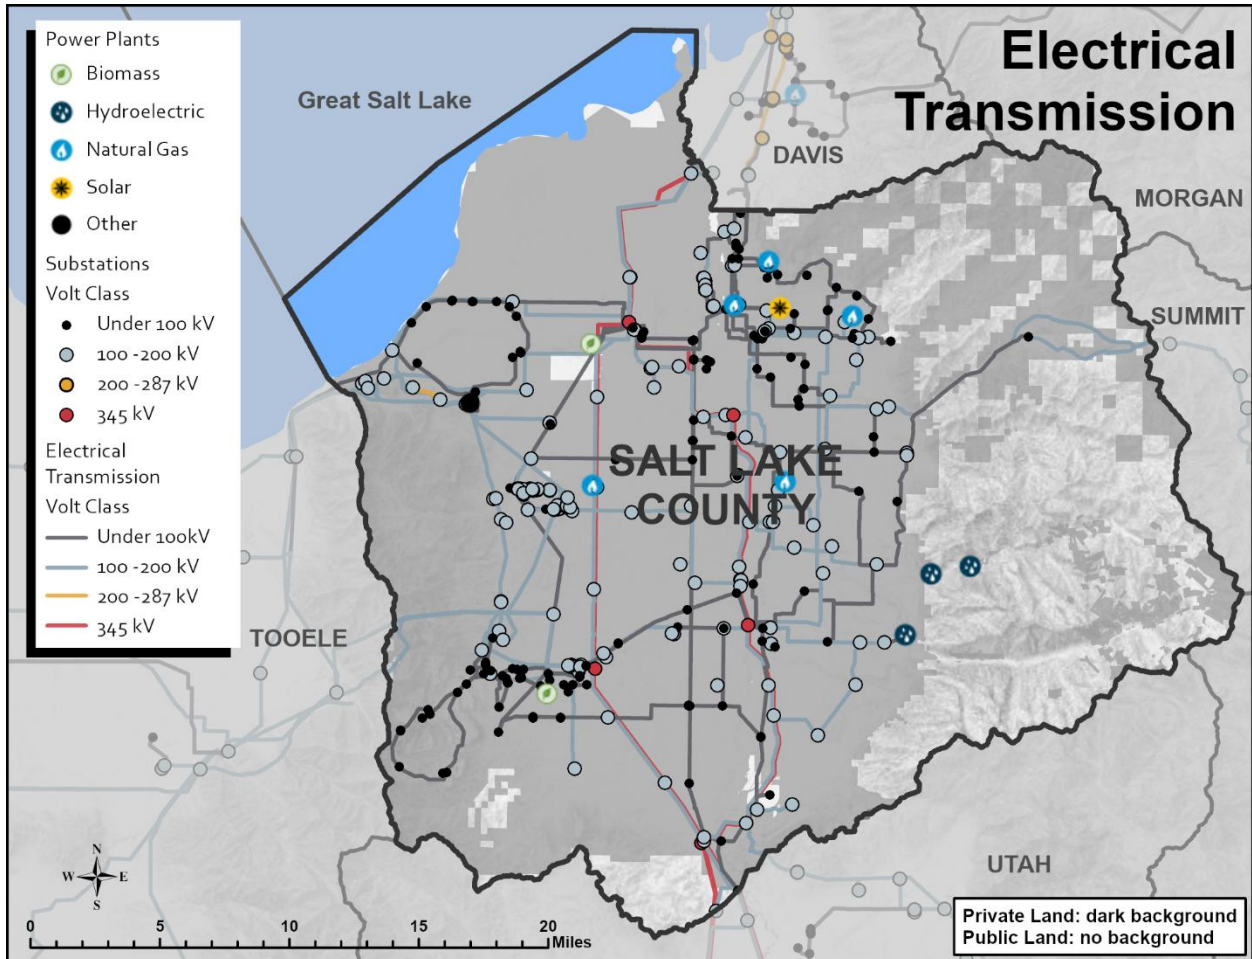 Power Plants
Biomass
Hydroelectric
Natural Gas
Solar
Other
Substations
Volt Class
Under 100 kV
100 -200 kV
200 -287 kV
345 kV
Electrical
Transmission
Volt Class
Under 100kV
100 -200 kV
200 -287 kV
345 kV
Electrical
Transmission
Great Salt Lake
DAVIS
MORGAN
SUMMIT
SALT LAKE
COUNTY
TOOELE
UTAH
N
W E
S
0 5 10 15 20
Miles
Private Land: dark background
Public Land: no background